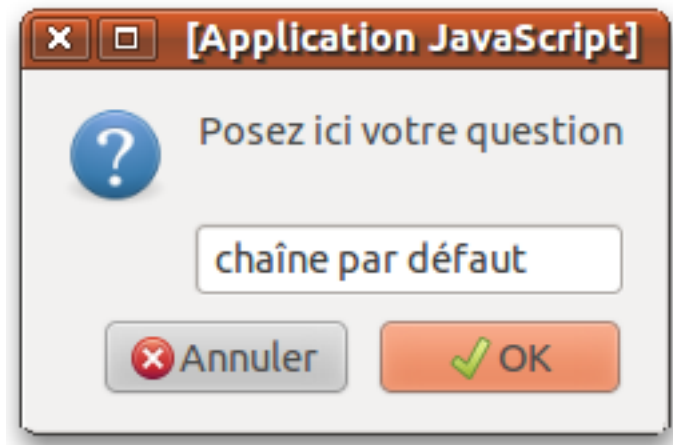 [Application JavaScript]
Posez ici votre question
chaîne par défaut
Annuler
OK